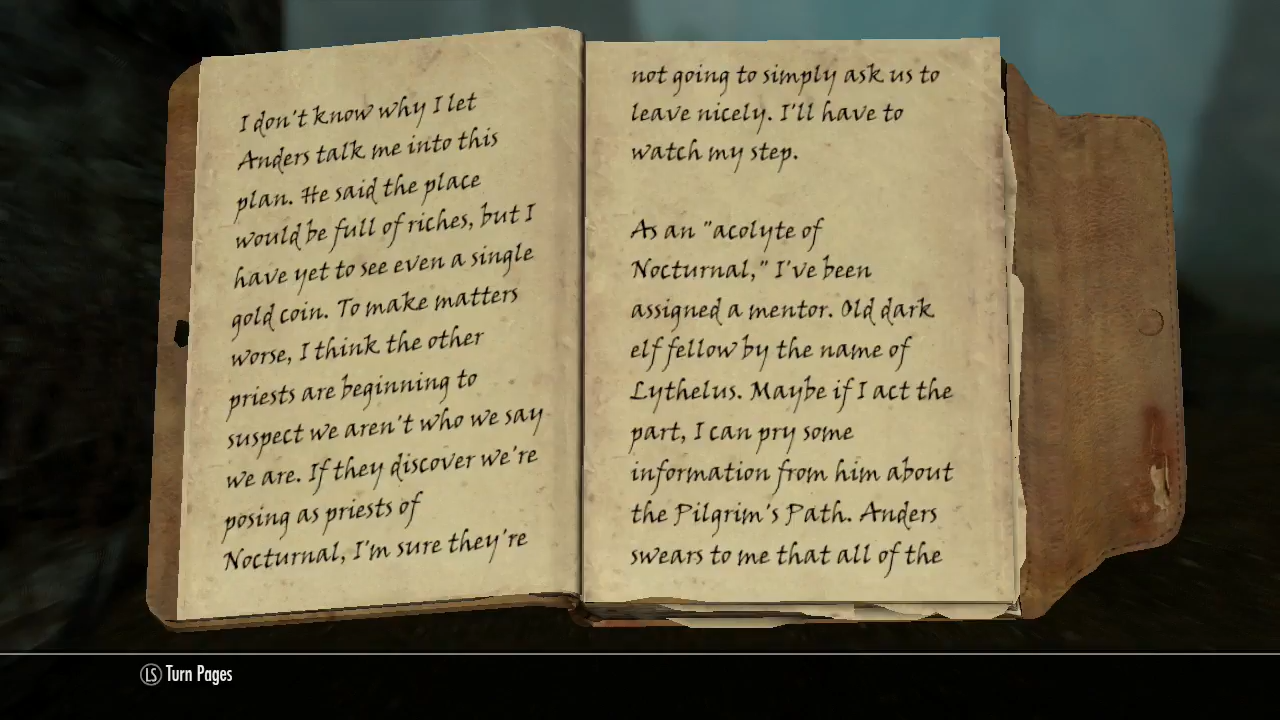 I don't know why I let
Anders talk me into this
plan. He said the place
would be full of riches, but I
have yet to see even a single
gold coin. To make matters
worse, I think the other
priests are beginning to
suspect we aren't who we say
we are. If they discover we're
posing as priests of
Nocturnal, I'm sure they're
not going to simply ask us to
leave nicely. I'll have to
watch my step.
As an "acolyte of
Nocturnal," I've been
assigned a mentor. Old dark
elf fellow by the name of
Lythelus. Maybe if I act the
part, I can pry some
information from him about
the Pilgrim's Path. Anders
swears to me that all of the
LS Turn Pages